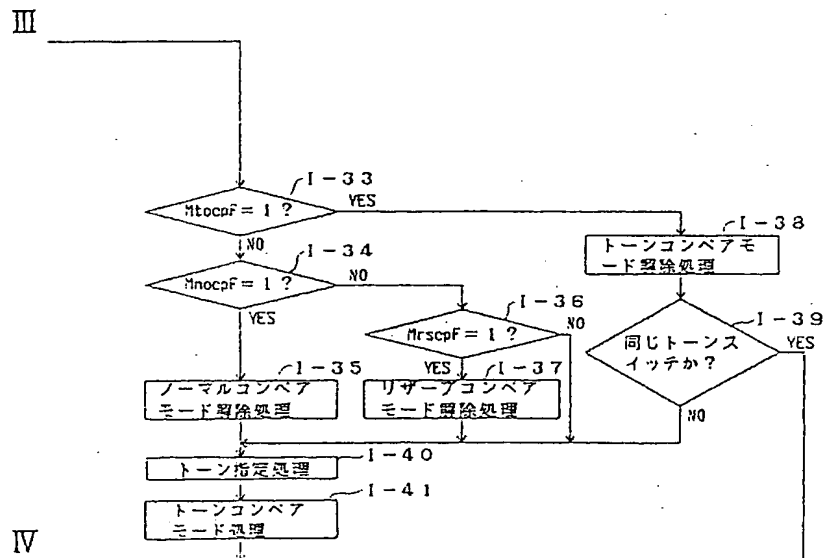 Ⅲ
I-33
MtocpF=1?
YES
NO
I-34
MnocpF=1?
NO
YES
I-38
トーンコンペアモ
ード解除処理
I-36
MrscpF=1?
NO
YES
I-39
同じトーンス
イッチか?
YES
NO
I-35
ノーマルコンペア
モード解除処理
I-37
リザーブコンペア
モード解除処理
I-40
トーン指定処理
I-41
トーンコンペア
モード処理
Ⅳ